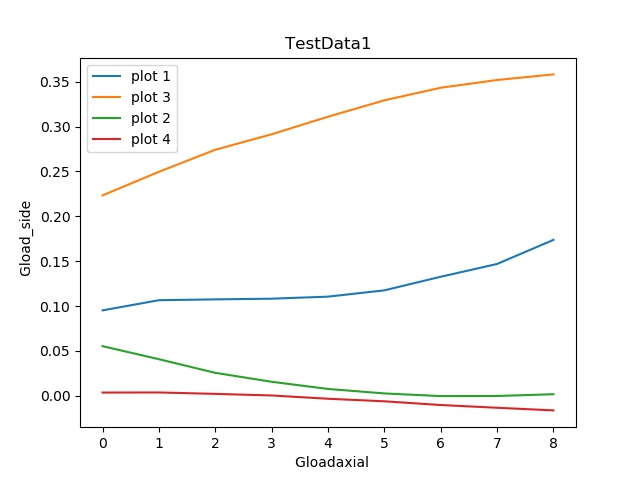 TestData1
plot 1
plot 3
plot 2
plot 4
0.35
0.30
0.25
0.20
0.15
0.10
0.05
0.00
Gload_side
0 1 2 3 4 5 6 7 8
Gloadaxial